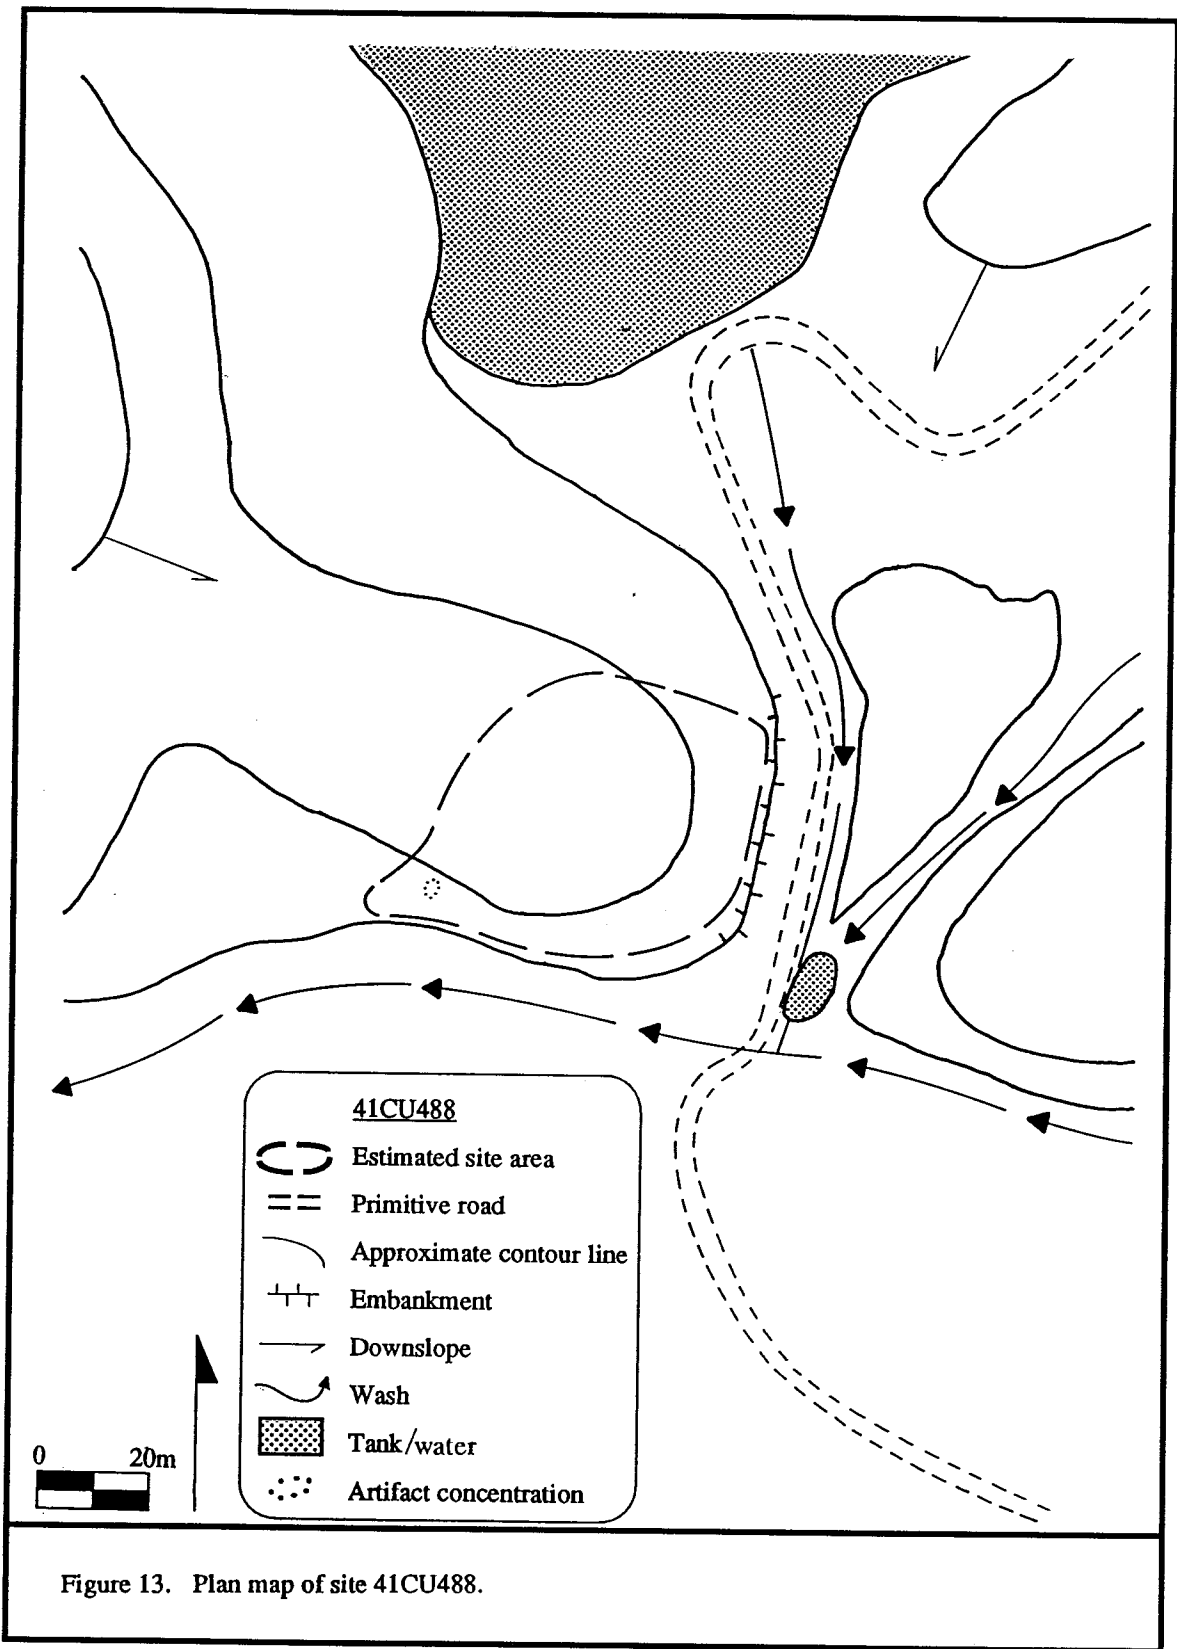 41CU488
Estimated site area
Primitive road
Approximate contour line
Embankment
Downslope
Wash
Tank/water
Artifact concentration
0 20m
Figure 13. Plan map of site 41CU488.